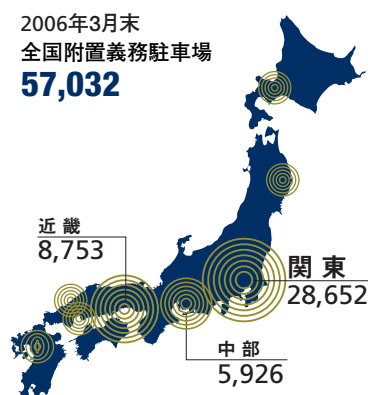 2006年3月末
全国附置義務駐車場
57,032
近畿
8,753
関東
28,652
中部
5,926